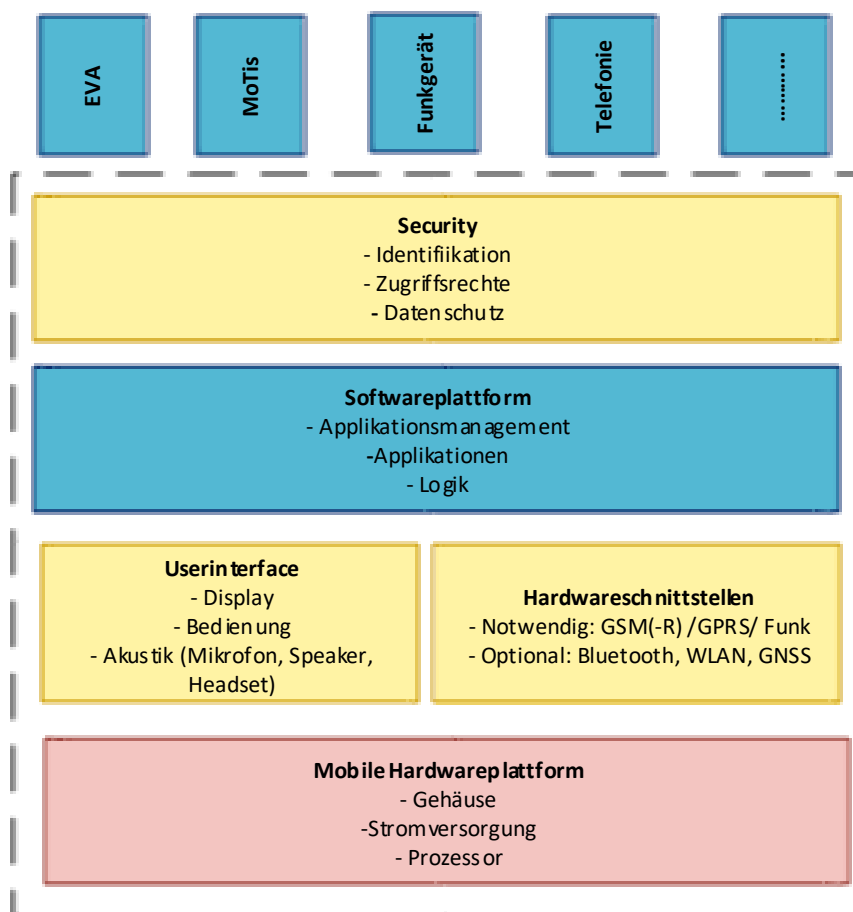 EVA
MoTis
Funkgerät
Telefonie
............
Security
- Identifiikation
- Zugriffsrechte
- Datenschutz
Softwareplattform
- Applikationsmanagement
-Applikationen
- Logik
Userinterface
- Display
- Bedienung
- Akustik (Mikrofon, Speaker,
Headset)
Hardwareschnittstellen
- Notwendig: GSM(-R) /GPRS/ Funk
- Optional: Bluetooth, WLAN, GNSS
Mobile Hardwareplattform
- Gehäuse
-Stromversorgung
- Prozessor